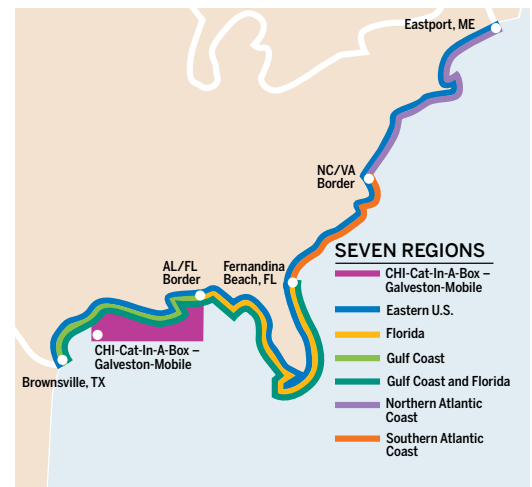 Eastport, ME
NC/VA
Border
AL/FL
Border
Fernandina
Beach, FL
CHI-Cat-In-A-Box –
Galveston-Mobile
Brownsville, TX
SEVEN REGIONS
CHI-Cat-In-A-Box –
Galveston-Mobile
Eastern U.S.
Florida
Gulf Coast
Gulf Coast and Florida
Northern Atlantic
Coast
Southern Atlantic
Coast